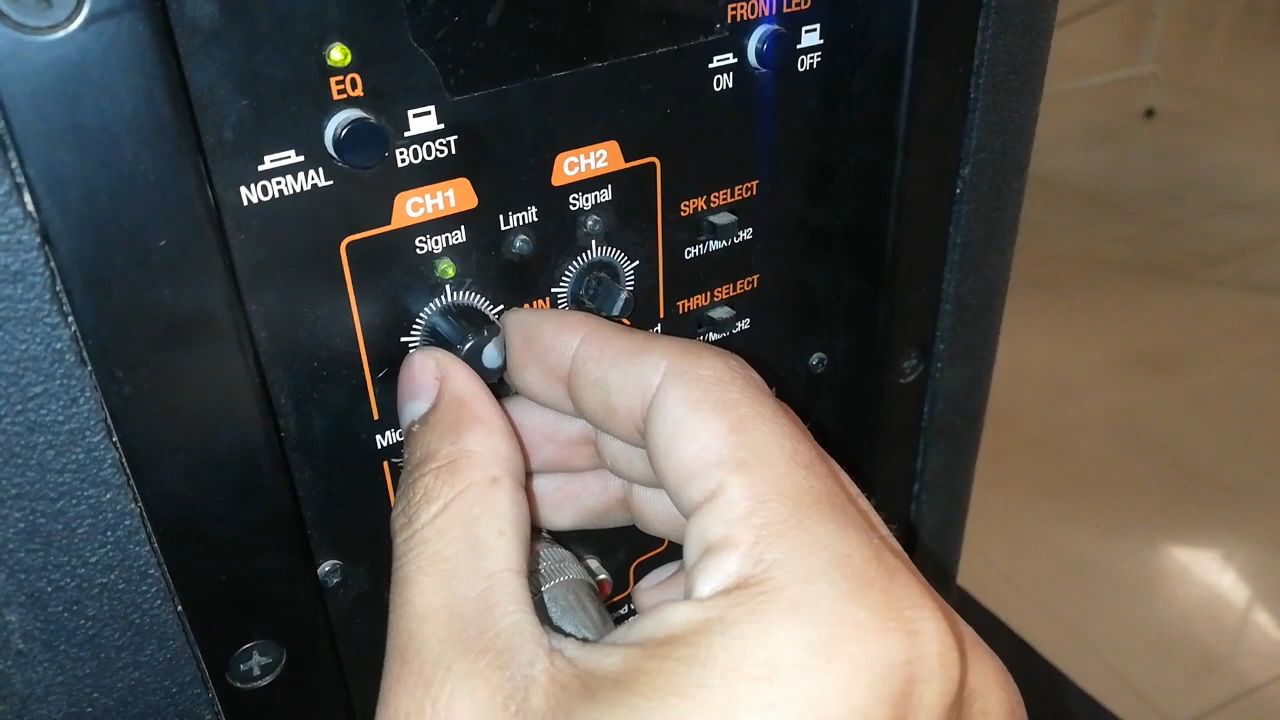 FRONT LED
ON
OFF
EQ
NORMAL
BOOST
CH1
Signal
Limit
CH2
Signal
SPK SELECT
CH1/MIX/CH2
THRU SELECT